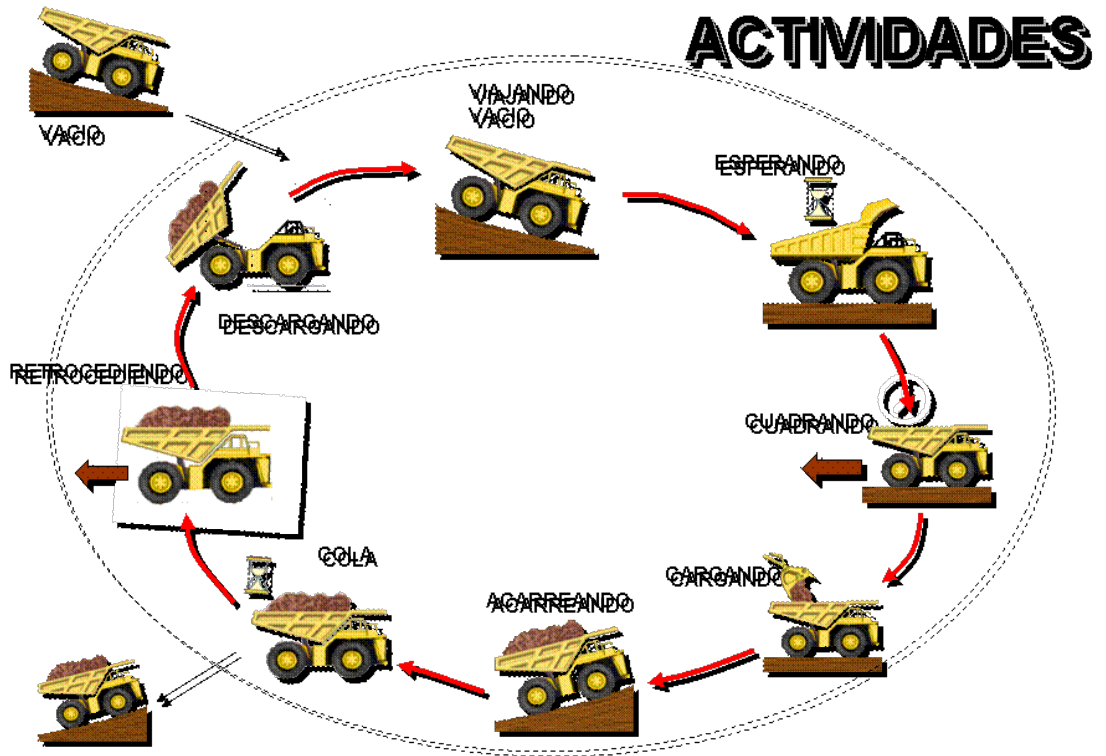 ACTIVIDADES
VACIO
VIAJANDO
VACIO
ESPERANDO
DESCARGANDO
RETROCEDIENDO
CUADRANDO
COLA
CARGANDO
ACARREANDO